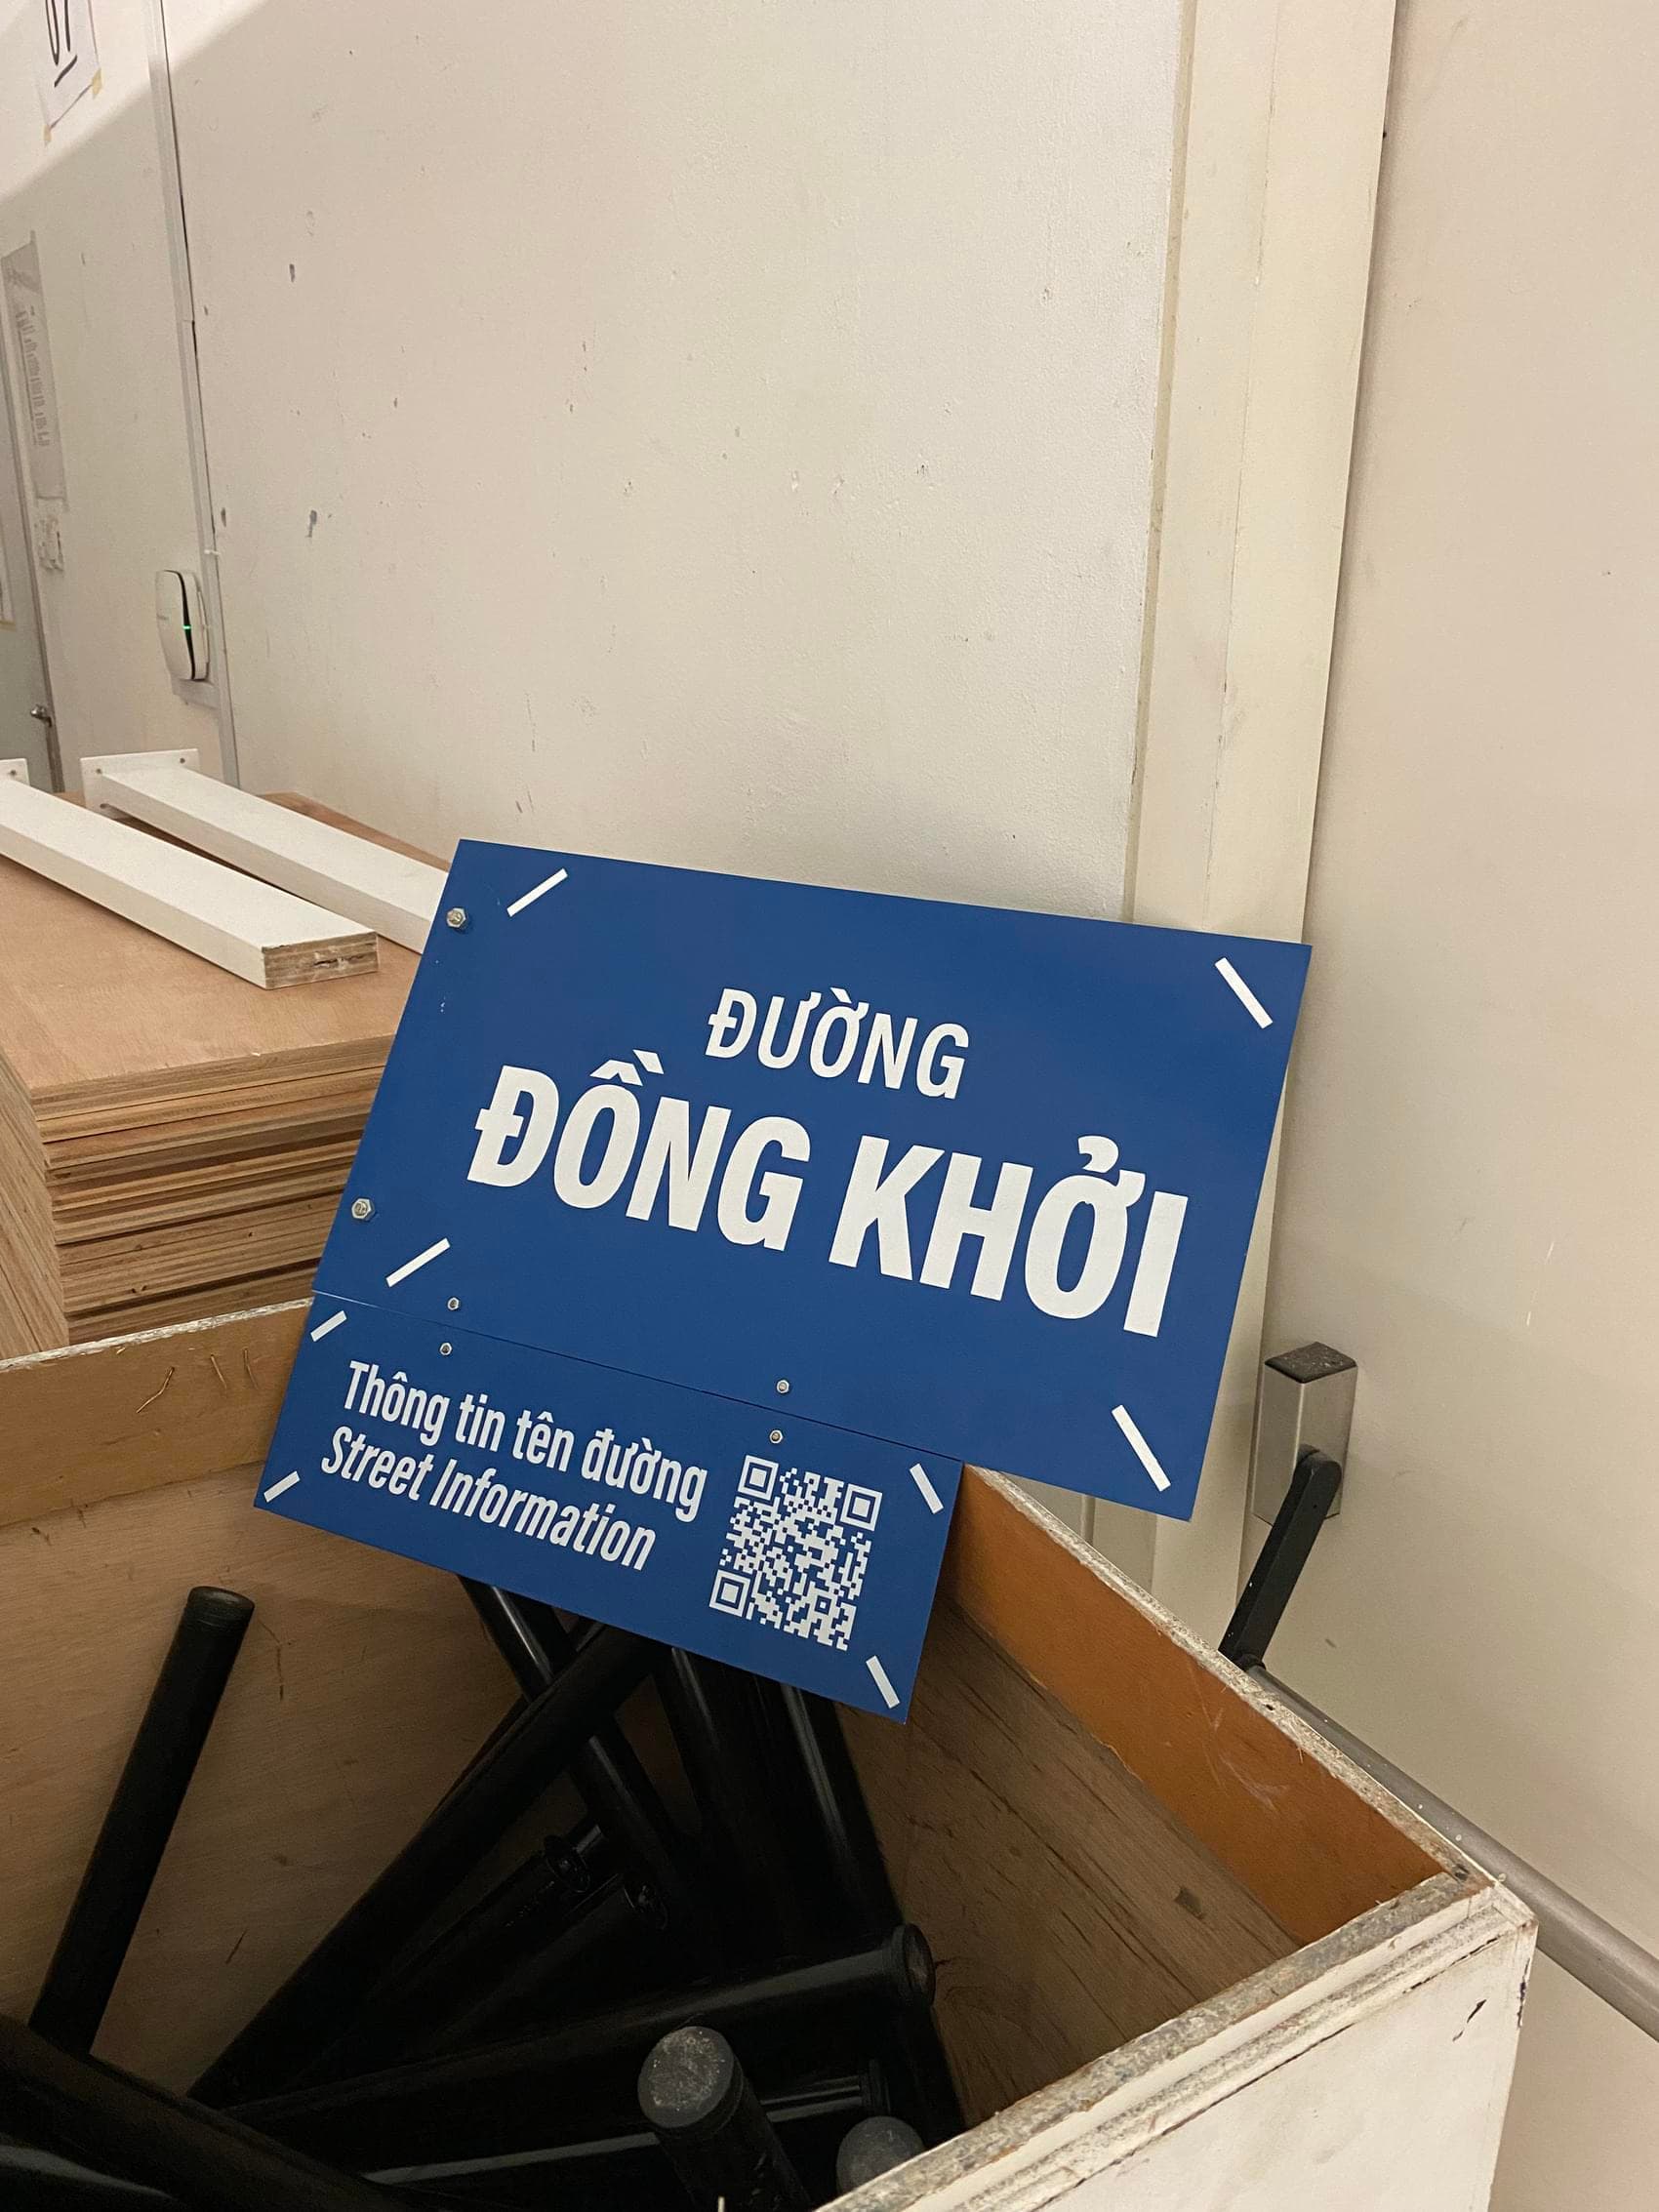 ĐƯỜNG
ĐỒNG KHỞI
Thông tin tên đường
Street Information